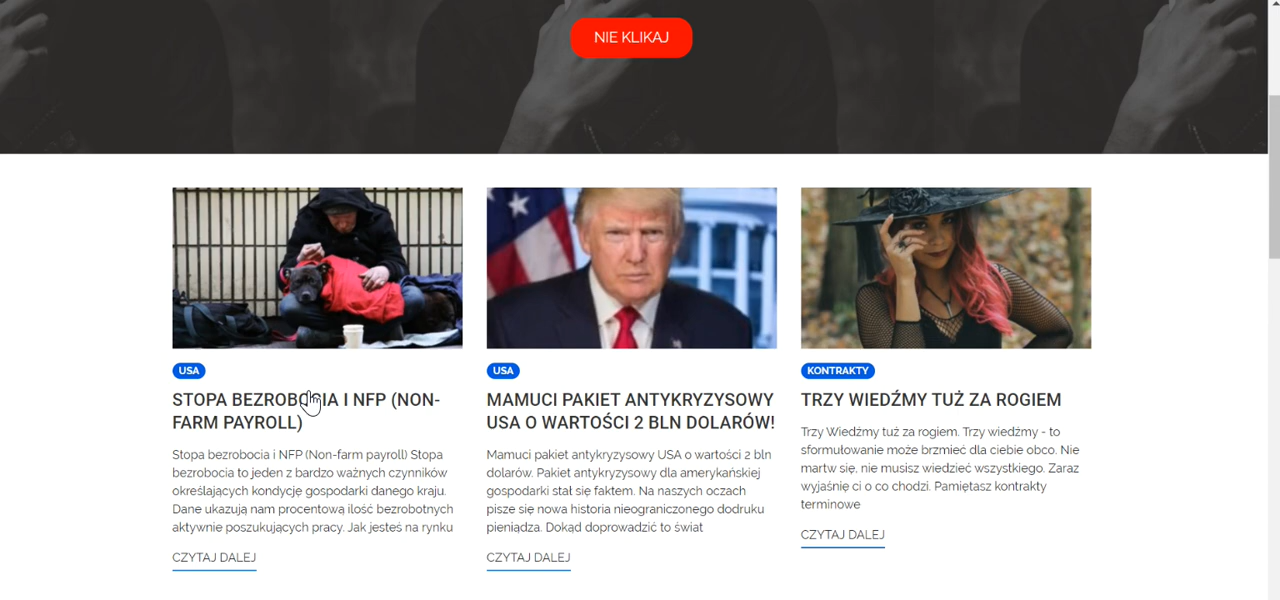 NIE KLIKAJ
USA
STOPA BEZROBOCIA I NFP (NON-
FARM PAYROLL)
Stopa bezrobocia i NFP (Non-farm payroll) Stopa
bezrobocia to jeden z bardzo ważnych czynników
określających kondycję gospodarki danego kraju.
Dane ukazują nam procentową ilość bezrobotnych
aktywnie poszukujących pracy. Jak jesteś na rynku
CZYTAJ DALEJ
USA
MAMUCI PAKIET ANTYKRYZYSOWY
USA O WARTOŚCI 2 BLN DOLARÓW!
Mamuci pakiet antykryzysowy USA o wartości 2 bln
dolarów. Pakiet antykryzysowy dla amerykańskiej
gospodarki stał się faktem. Na naszych oczach
pisze się nowa historia nieograniczonego dodruku
pieniądza. Dokąd doprowadzić to świat
CZYTAJ DALEJ
KONTRAKTY
TRZY WIEDŹMY TUŻ ZA ROGIEM
Trzy Wiedźmy tuż za rogiem. Trzy wiedźmy - to
sformułowanie może brzmieć dla ciebie obco. Nie
martw się, nie musisz wiedzieć wszystkiego. Zaraz
wyjaśnię ci o co chodzi. Pamiętasz kontrakty
terminowe
CZYTAJ DALEJ